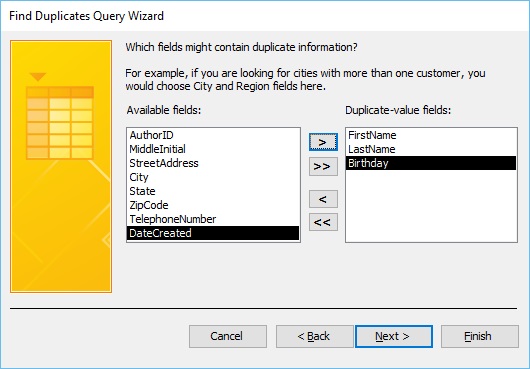 Find Duplicates Query Wizard
Which fields might contain duplicate information?
For example, if you are looking for cities with more than one customer, you
would choose City and Region fields here.
Available fields:
AuthorID
MiddleInitial
StreetAddress
City
State
ZipCode
TelephoneNumber
DateCreated
>
>>
<
<<
Duplicate-value fields:
FirstName
LastName
Birthday
Cancel
< Back
Next >
Finish